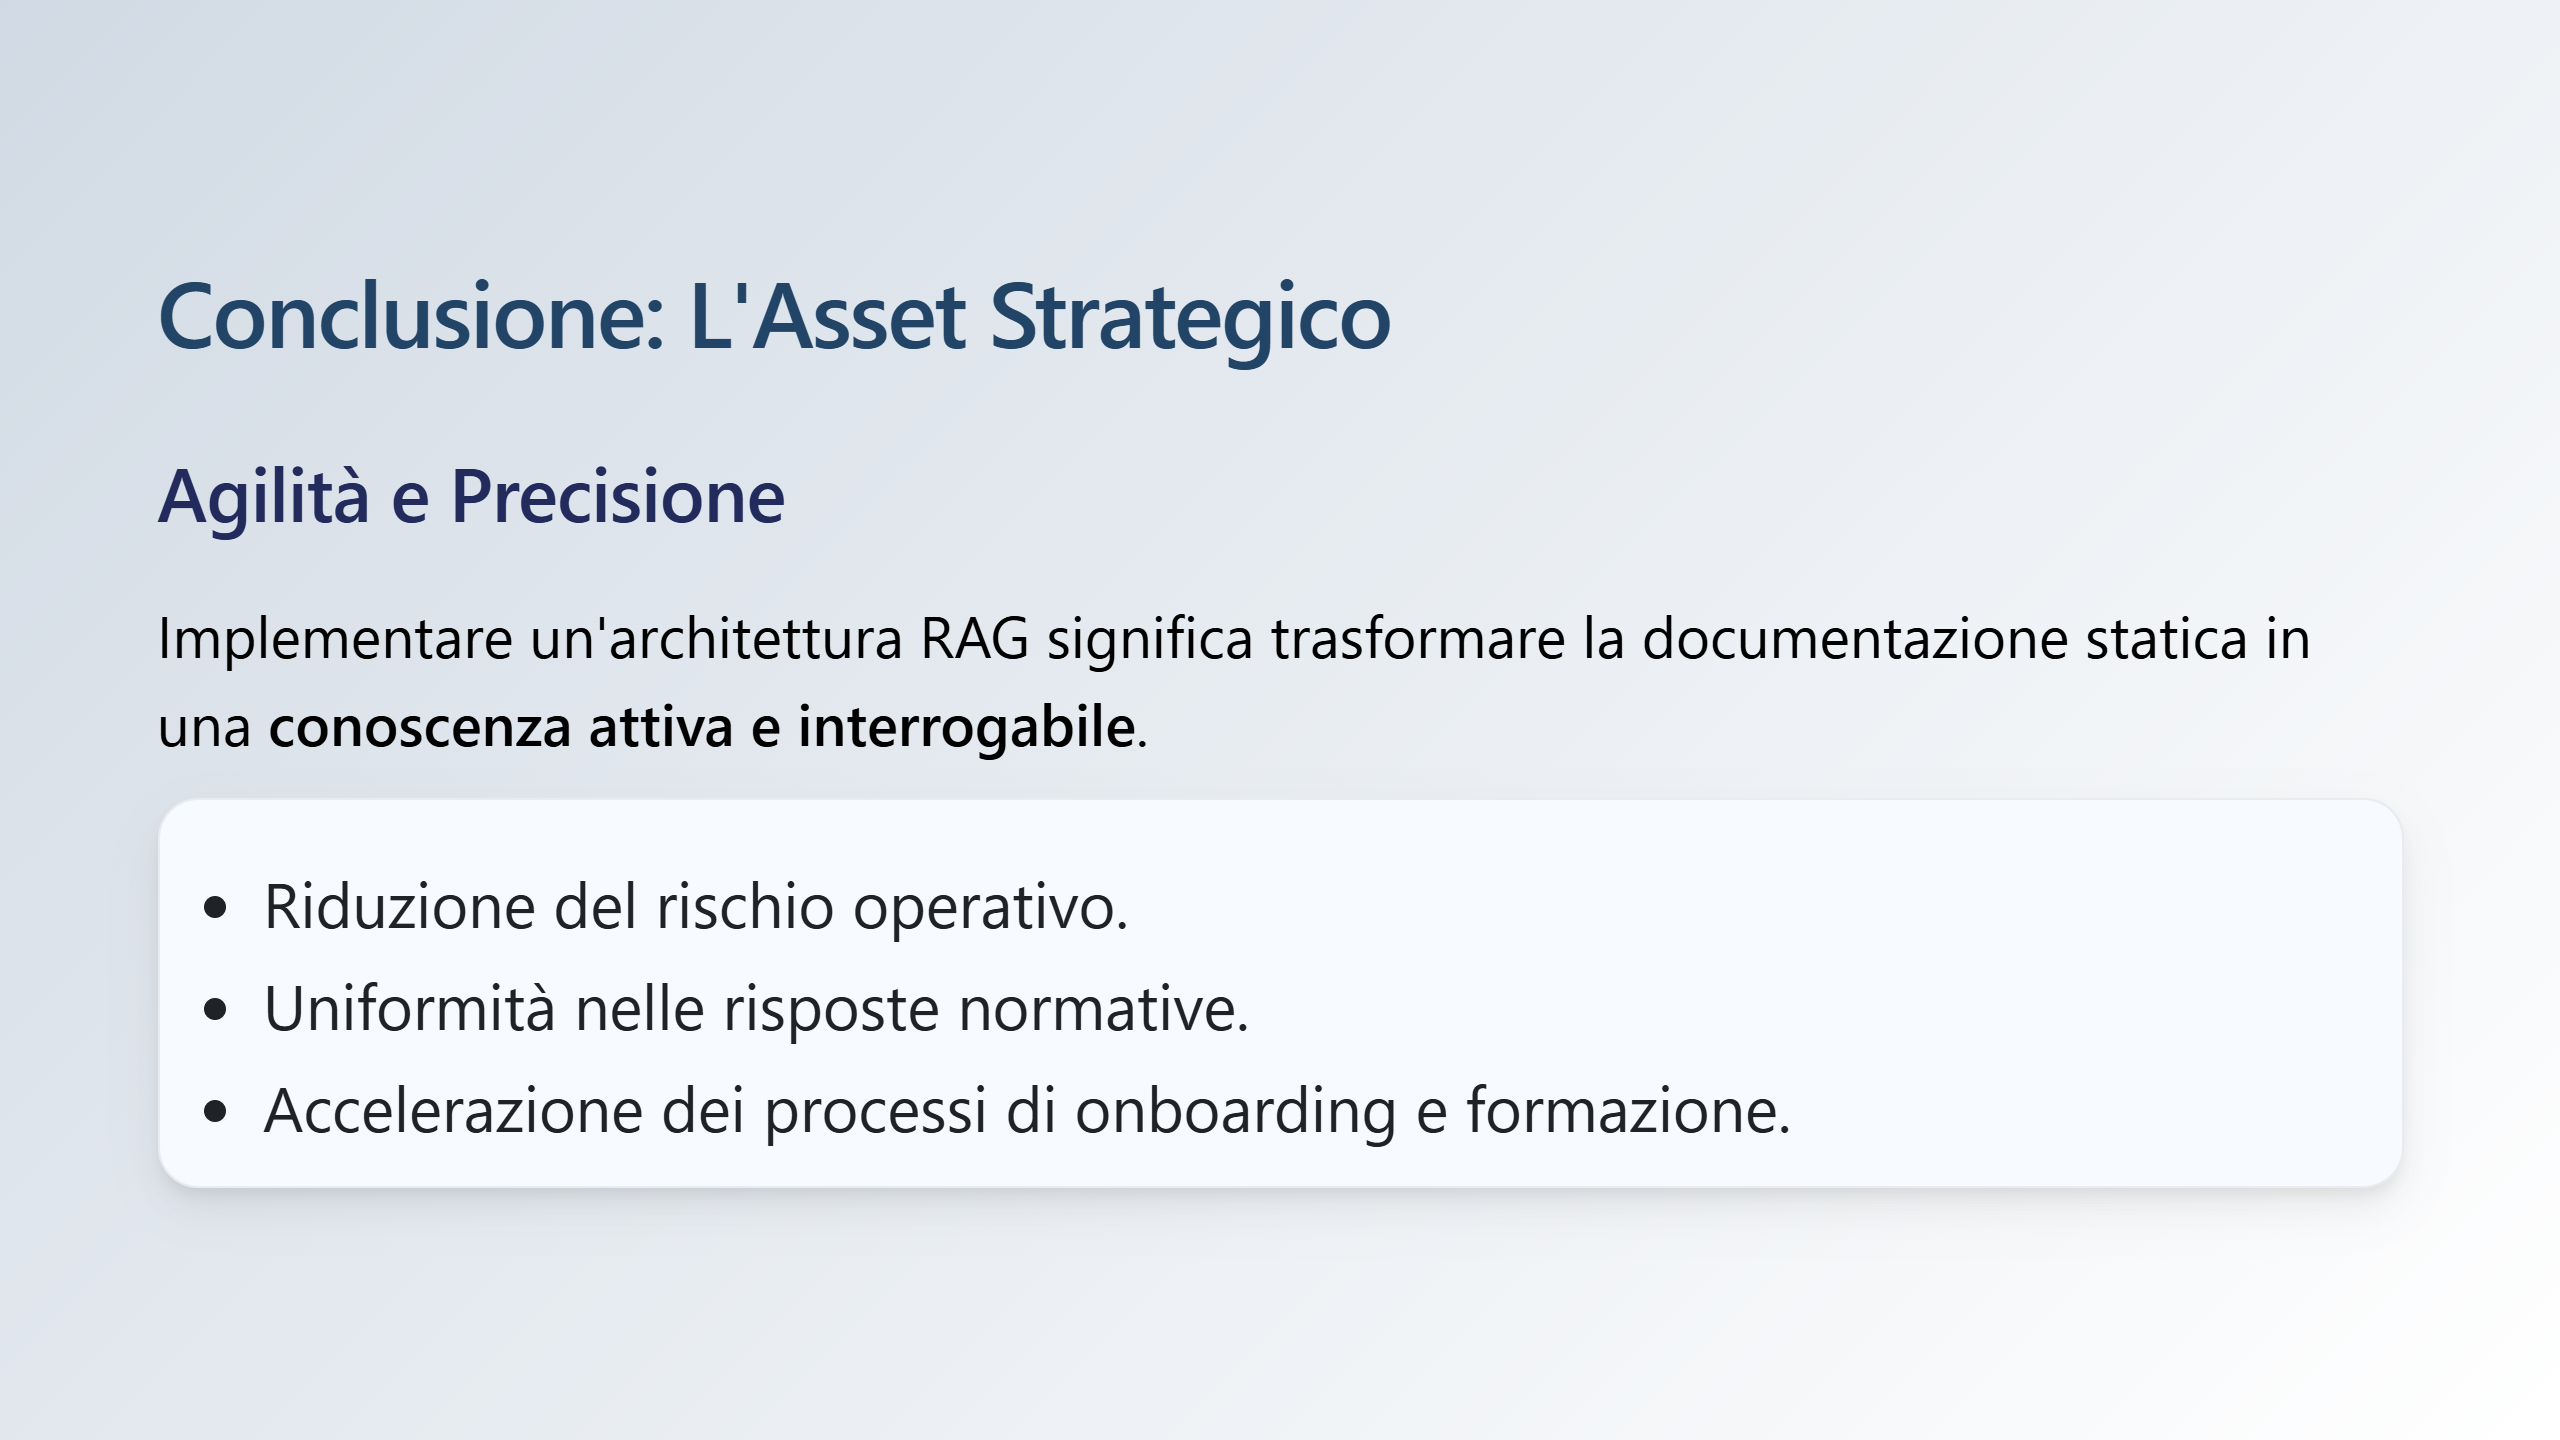 Conclusione: L'Asset Strategico
Agilità e Precisione
Implementare un'architettura RAG significa trasformare la documentazione statica in
una conoscenza attiva e interrogabile.
• Riduzione del rischio operativo.
• Uniformità nelle risposte normative.
• Accelerazione dei processi di onboarding e formazione.